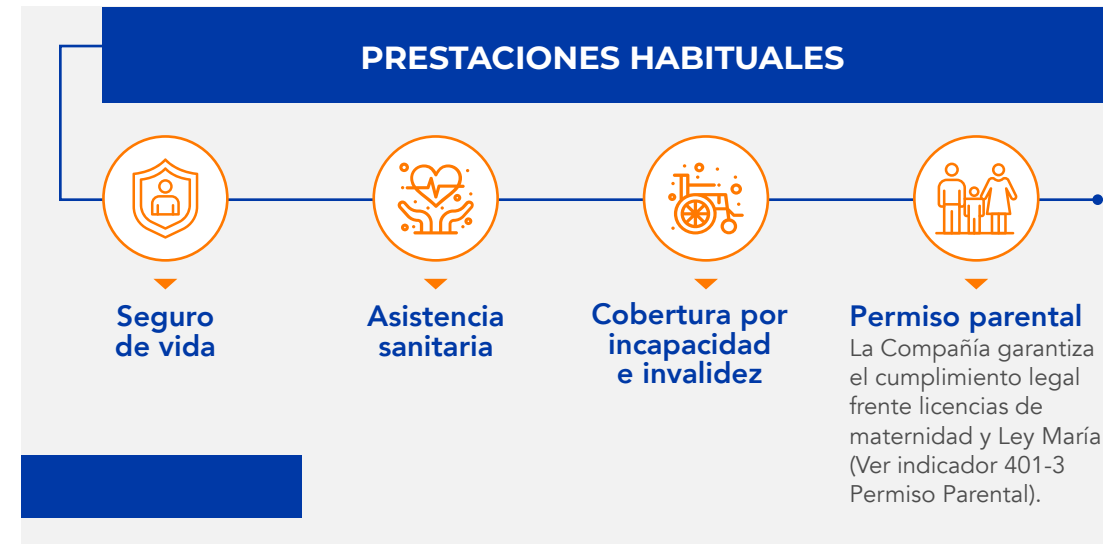 PRESTACIONES HABITUALES
Seguro
de vida
Asistencia
sanitaria
Cobertura por
incapacidad
e invalidez
Permiso parental
La Compañía garantiza
el cumplimiento legal
frente licencias de
maternidad y Ley María
(Ver indicador 401-3
Permiso Parental).